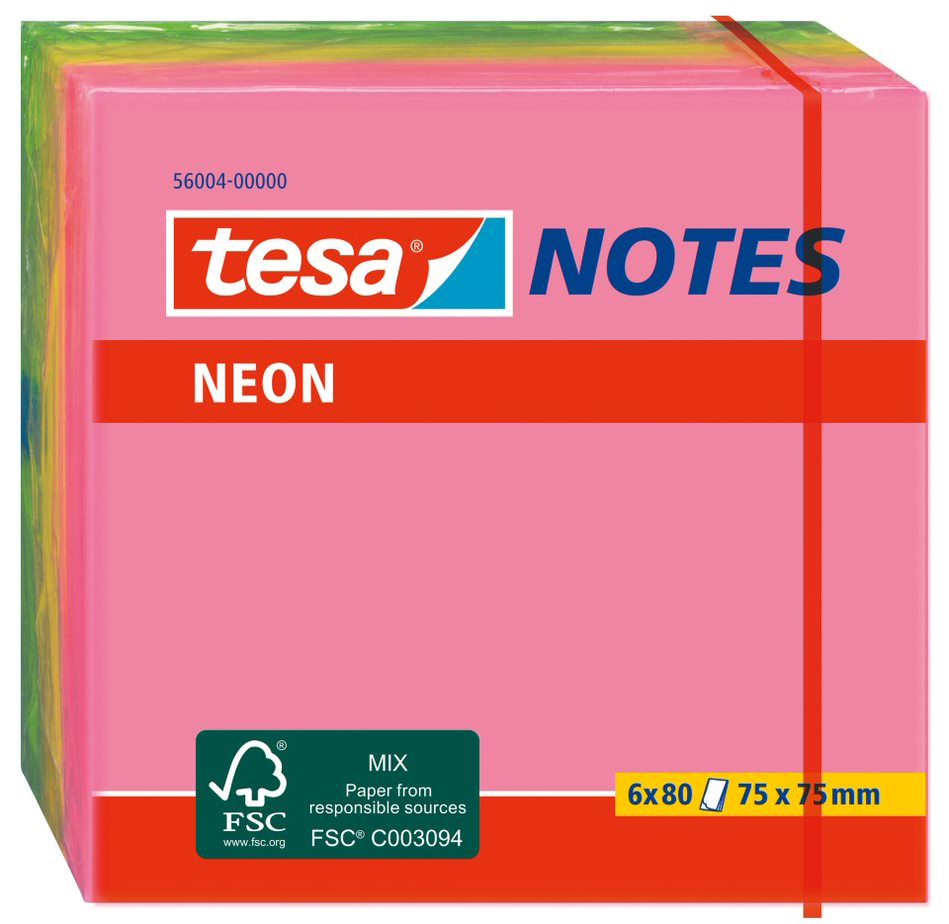 56004-00000
tesa® NOTES
NEON
®
MIX
Paper from
responsible sources
FSC
www.fsc.org
FSC® C003094
6x80 75 x 75 mm